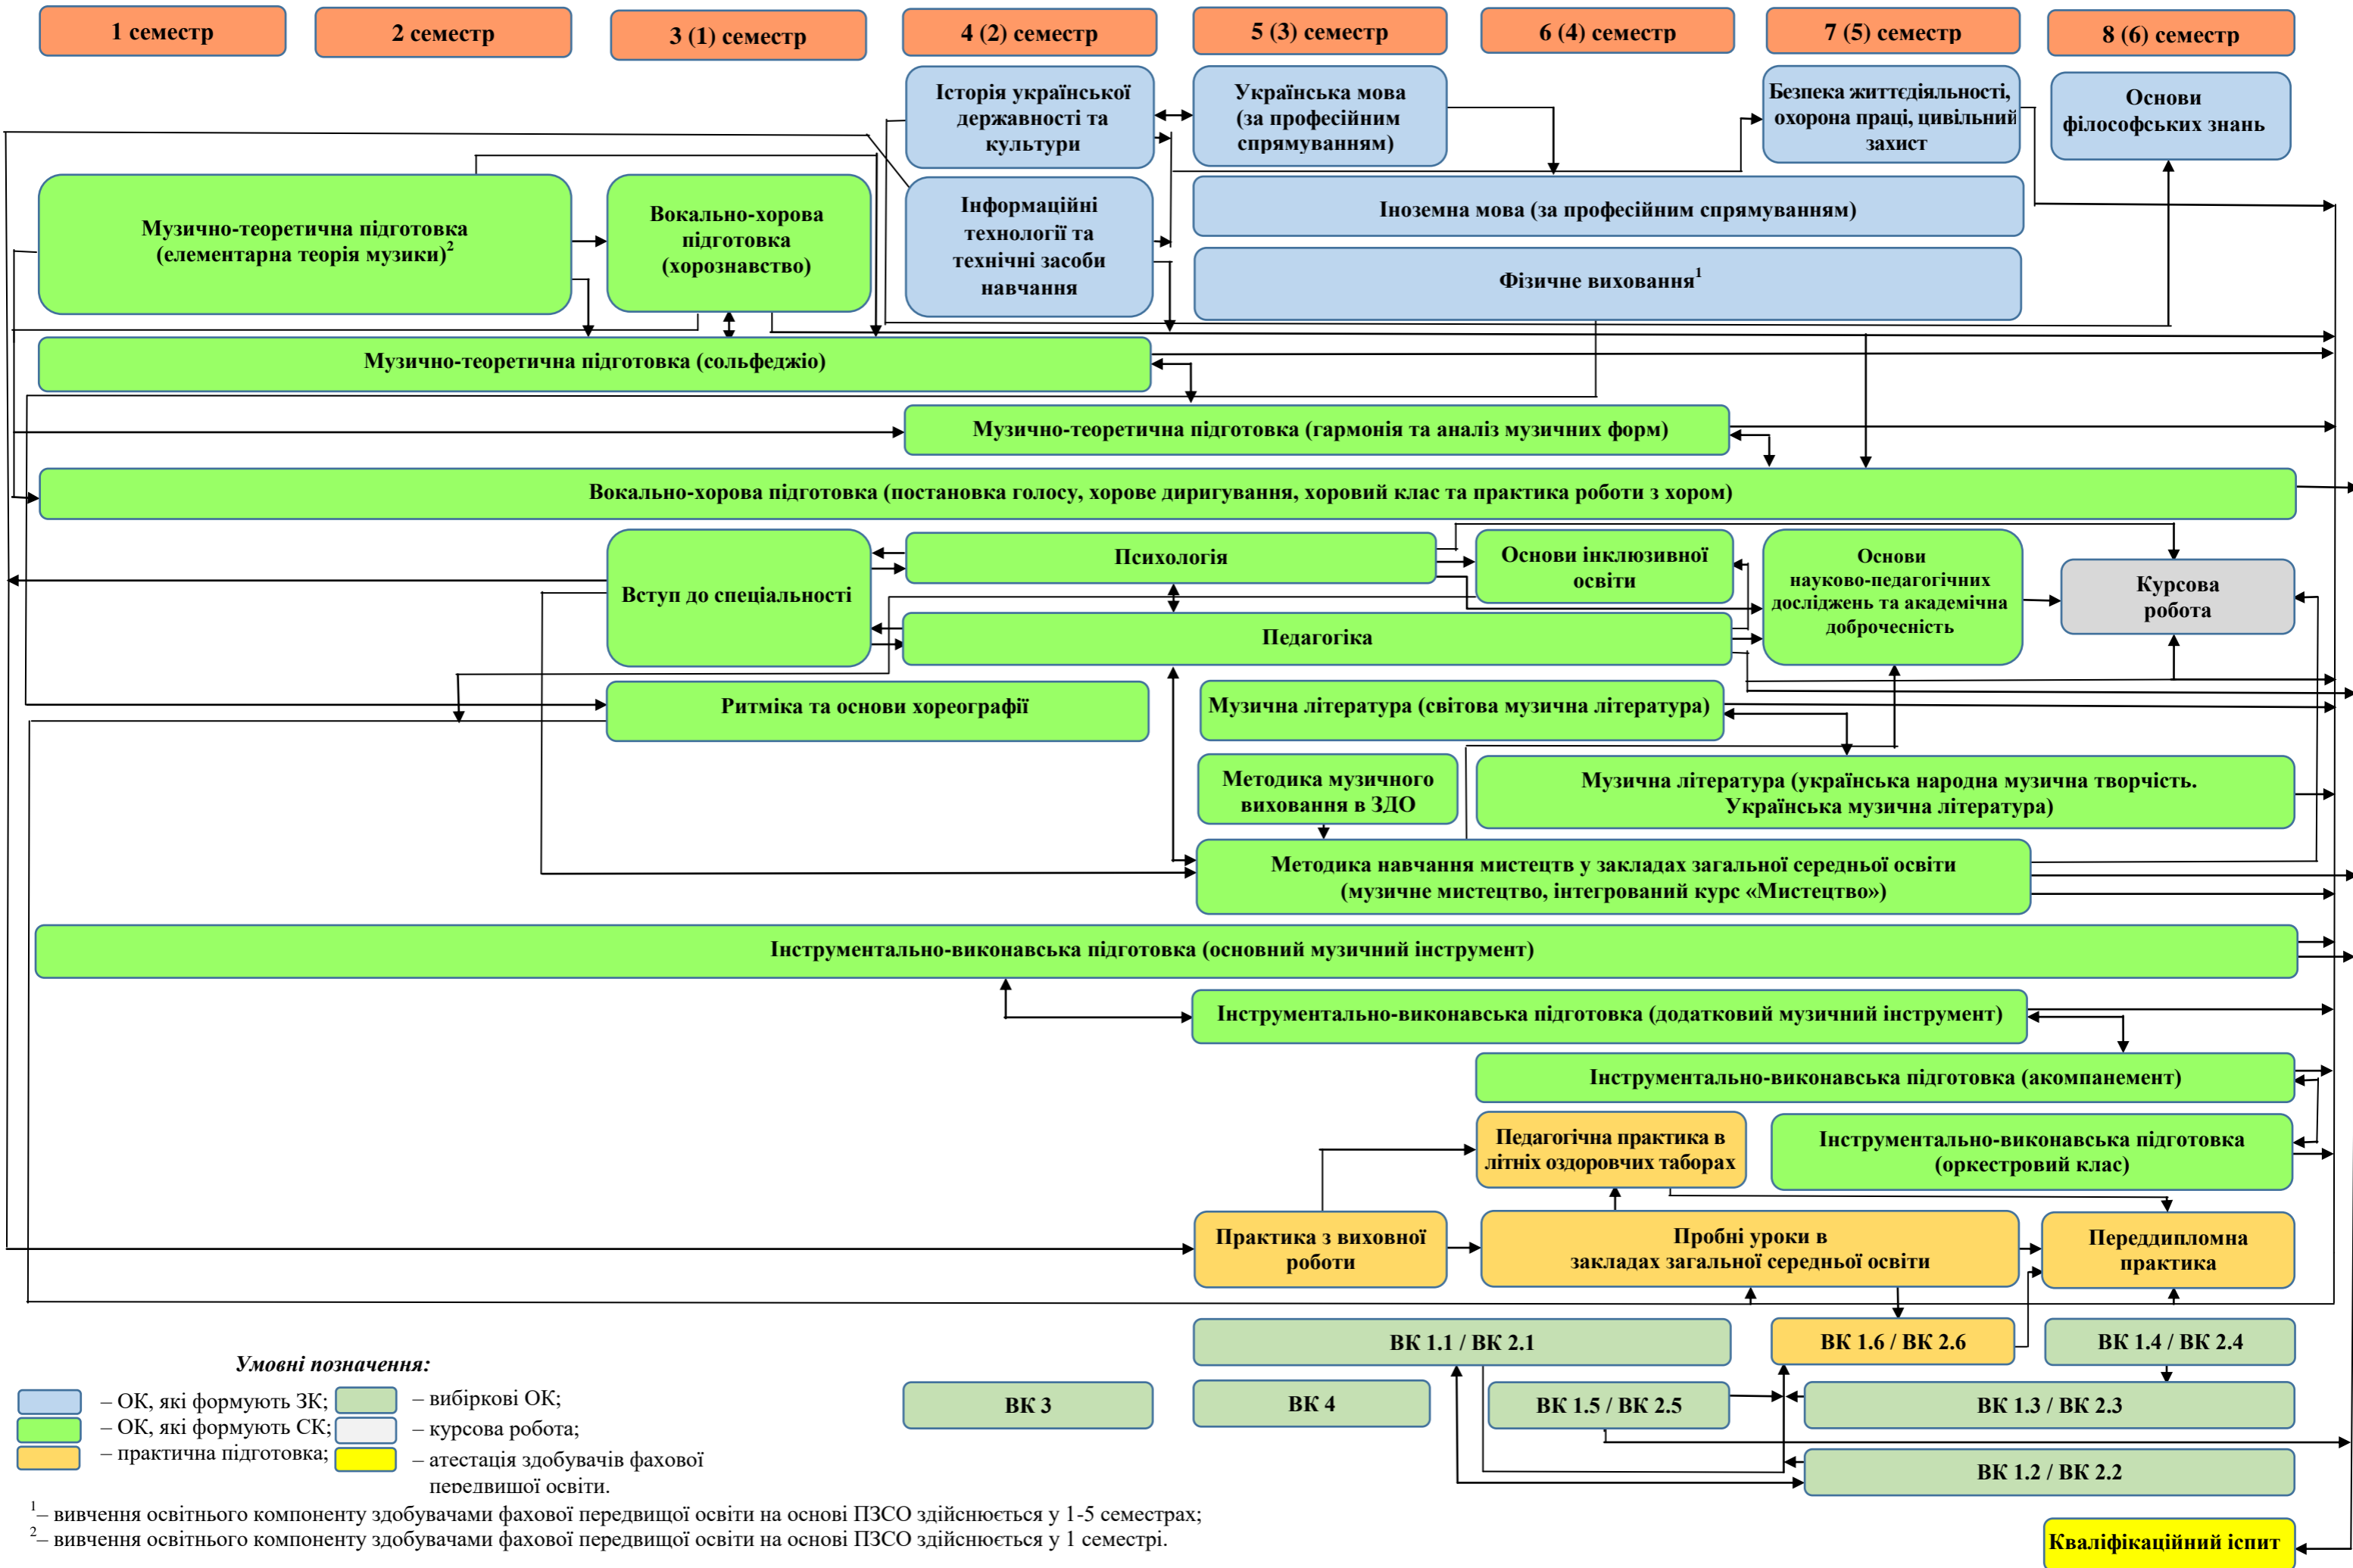 1 семестр
2 семестр
3 (1) семестр
4 (2) семестр
5 (3) семестр
6 (4) семестр
7 (5) семестр
8 (6) семестр
Історія української
державності та
культури
Українська мова
(за професійним
спрямуванням)
Безпека життєдіяльності,
охорона праці, цивільний
захист
Основи
філософських знань
Музично-теоретична підготовка
(елементарна теорія музики)²
Вокально-хорова
підготовка
(хорознавство)
Інформаційні
технології та
технічні засоби
навчання
Іноземна мова (за професійним спрямуванням)
Фізичне виховання¹
Музично-теоретична підготовка (сольфеджіо)
Музично-теоретична підготовка (гармонія та аналіз музичних форм)
Вокально-хорова підготовка (постановка голосу, хорове диригування, хоровий клас та практика роботи з хором)
Вступ до спеціальності
Психологія
Основи інклюзивної
освіти
Основи
науково-педагогічних
досліджень та академічна
доброчесність
Курсова
робота
Педагогіка
Ритміка та основи хореографії
Музична література (світова музична література)
Методика музичного
виховання в ЗДО
Музична література (українська народна музична творчість.
Українська музична література)
Методика навчання мистецтв у закладах загальної середньої освіти
(музичне мистецтво, інтегрований курс «Мистецтво»)
Інструментально-виконавська підготовка (основний музичний інструмент)
Інструментально-виконавська підготовка (додатковий музичний інструмент)
Інструментально-виконавська підготовка (акомпанемент)
Педагогічна практика в
літніх оздоровчих таборах
Інструментально-виконавська підготовка
(оркестровий клас)
Практика з виховної
роботи
Пробні уроки в
закладах загальної середньої освіти
Переддипломна
практика
ВК 1.1 / ВК 2.1
ВК 1.6 / ВК 2.6
ВК 1.4 / ВК 2.4
ВК 3
ВК 4
ВК 1.5 / ВК 2.5
ВК 1.3 / ВК 2.3
ВК 1.2 / ВК 2.2
Умовні позначення:
– ОК, які формують ЗК;
– ОК, які формують СК;
– практична підготовка;
– вибіркові ОК;
– курсова робота;
– атестація здобувачів фахової
передвищої освіти.
¹– вивчення освітнього компоненту здобувачами фахової передвищої освіти на основі ПЗСО здійснюється у 1-5 семестрах;
²– вивчення освітнього компоненту здобувачами фахової передвищої освіти на основі ПЗСО здійснюється у 1 семестрі.
Кваліфікаційний іспит